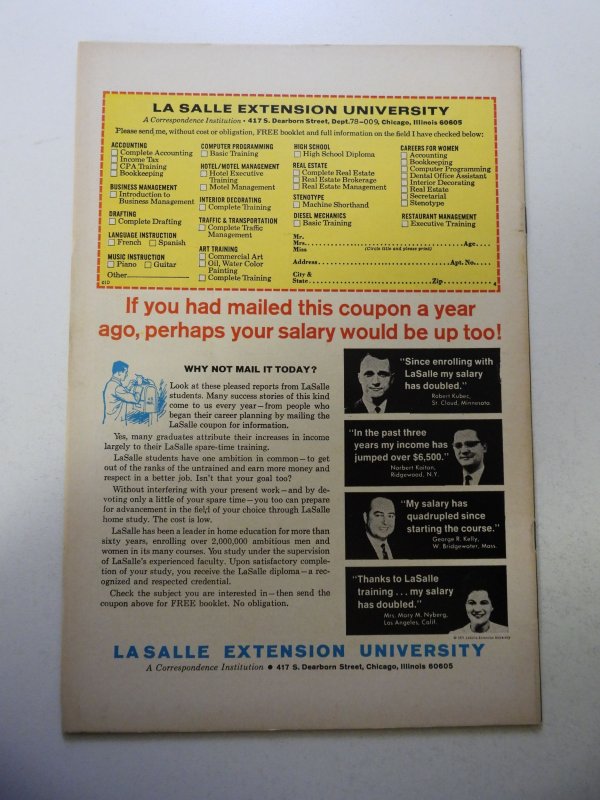 LA SALLE EXTENSION UNIVERSITY
A Correspondence Institution • 417 S. Dearborn Street, Dept. 78-009, Chicago, Illinois 60605
Please send me, without cost or obligation, FREE booklet and full information on the field I have checked below:
ACCOUNTING
Complete Accounting
Income Tax
CPA Training
Bookkeeping
BUSINESS MANAGEMENT
Introduction to
Business Management
DRAFTING
Complete Drafting
LANGUAGE INSTRUCTION
French Spanish
MUSIC INSTRUCTION
Piano Guitar
Other
COMPUTER PROGRAMMING
Basic Training
HOTEL/MOTEL MANAGEMENT
Hotel Executive
Training
Motel Management
INTERIOR DECORATING
Complete Training
TRAFFIC & TRANSPORTATION
Complete Traffic
Management
ART TRAINING
Commercial Art
Oil, Water Color
Painting
Complete Training
HIGH SCHOOL
High School Diploma
REAL ESTATE
Complete Real Estate
Real Estate Brokerage
Real Estate Management
STENOTYPE
Machine Shorthand
DIESEL MECHANICS
Basic Training
CAREERS FOR WOMEN
Accounting
Bookkeeping
Computer Programming
Dental Office Assistant
Interior Decorating
Real Estate
Secretarial
Stenotype
RESTAURANT MANAGEMENT
Executive Training
Mr.
Mrs. Age
Miss (Circle title and please print)
Address Apt. No.
City &
State Zip
4
If you had mailed this coupon a year
ago, perhaps your salary would be up too!
WHY NOT MAIL IT TODAY?
Look at these pleased reports from LaSalle
students. Many success stories of this kind
come to us every year—from people who
began their career planning by mailing the
LaSalle coupon for information.
Yes, many graduates attribute their increases in income
largely to their LaSalle spare-time training.
LaSalle students have one ambition in common—to get
out of the ranks of the untrained and earn more money and
respect in a better job. Isn't that your goal too?
Without interfering with your present work—and by de-
voting only a little of your spare time—you too can prepare
for advancement in the field of your choice through LaSalle
home study. The cost is low.
LaSalle has been a leader in home education for more than
sixty years, enrolling over 2,000,000 ambitious men and
women in its many courses. You study under the supervision
of LaSalle's experienced faculty. Upon satisfactory comple-
tion of your study, you receive the LaSalle diploma—a rec-
ognized and respected credential.
Check the subject you are interested in—then send the
coupon above for FREE booklet. No obligation.
"Since enrolling with
LaSalle my salary
has doubled."
Robert Kubec,
St. Cloud, Minnesota
"In the past three
years my income has
jumped over $6,500."
Norbert Kaitan,
Ridgewood, N.Y.
"My salary has
quadrupled since
starting the course."
George R. Kelly,
W. Bridgewater, Mass.
"Thanks to LaSalle
training ... my salary
has doubled."
Mrs. Mary M. Nyberg,
Los Angeles, Calif.
LA SALLE EXTENSION UNIVERSITY
A Correspondence Institution • 417 S. Dearborn Street, Chicago, Illinois 60605